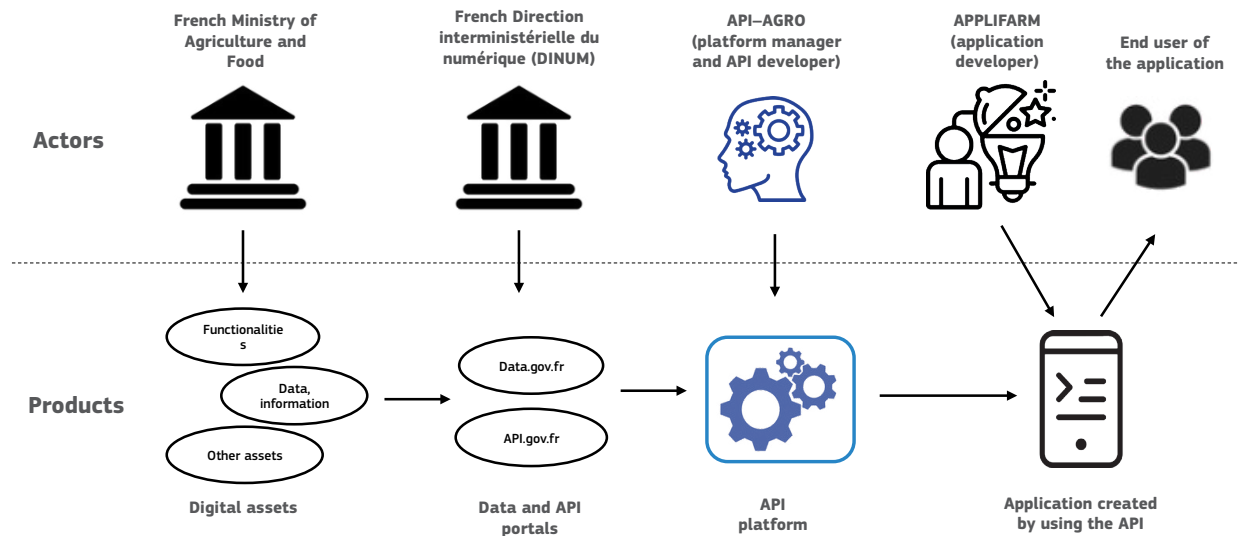 French Ministry of
Agriculture and
Food
French Direction
interministérielle du
numérique (DINUM)
API–AGRO
(platform manager
and API developer)
APPLIFARM
(application
developer)
End user of
the application
Actors
Products
Functionalitie
s
Data,
information
Other assets
Data.gov.fr
API.gov.fr
Digital assets
Data and API
portals
API
platform
Application created
by using the API